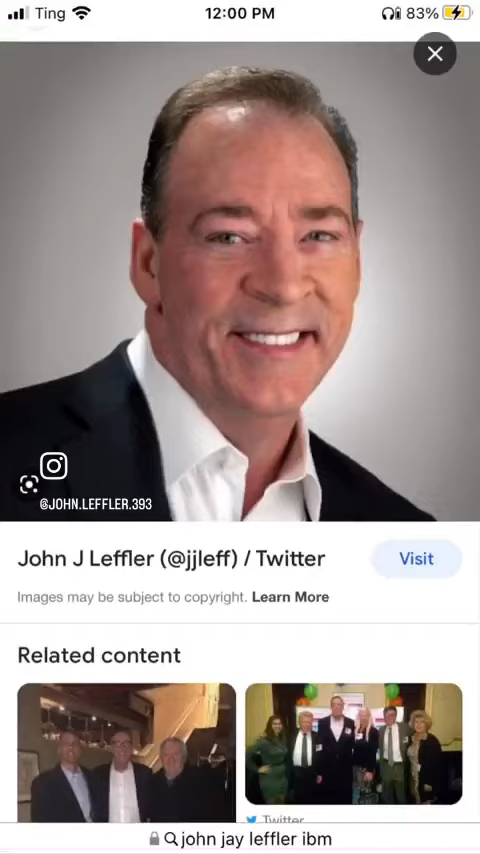 Ting
12:00 PM
83%
@JOHN.LEFFLER.393
John J Leffler (@jjleff) / Twitter
Visit
Images may be subject to copyright. Learn More
Related content
Twitter
john jay leffler ibm